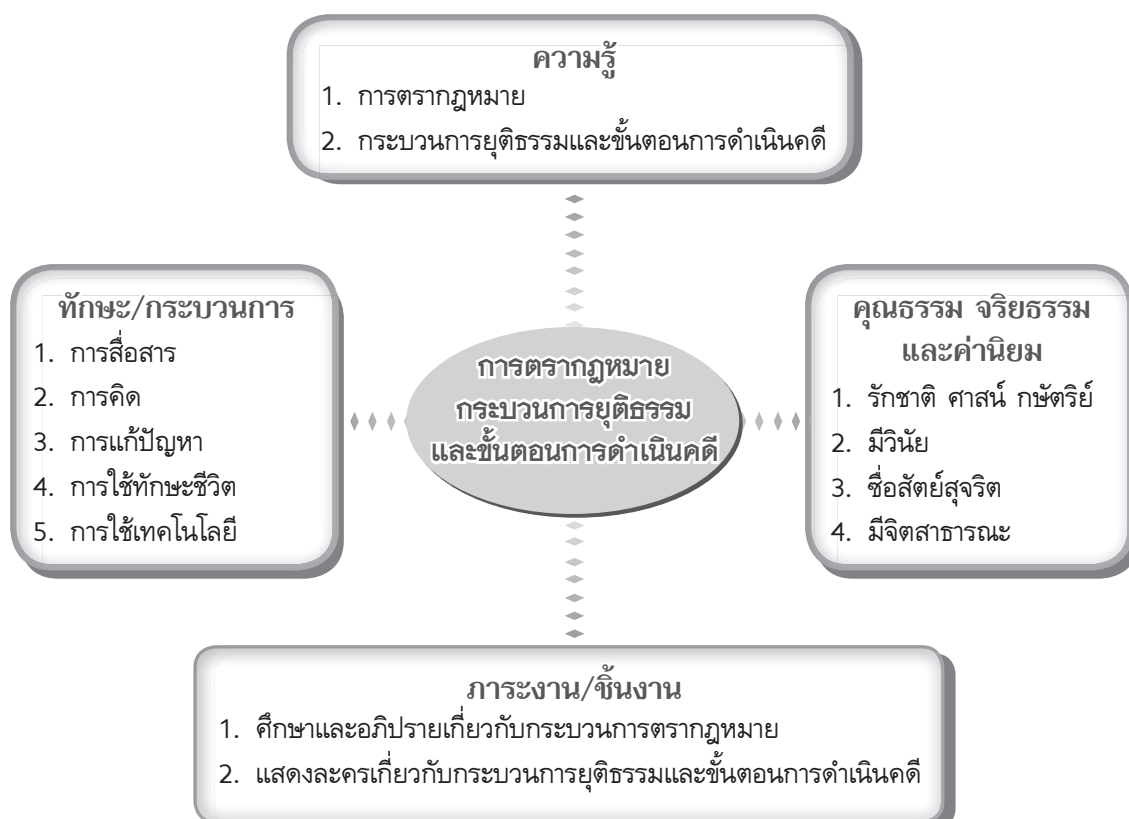 ความรู้
1. การตรากฎหมาย
2. กระบวนการยุติธรรมและขั้นตอนการดำเนินคดี
ทักษะ/กระบวนการ
1. การสื่อสาร
2. การคิด
3. การแก้ปัญหา
4. การใช้ทักษะชีวิต
5. การใช้เทคโนโลยี
การตรากฎหมาย
กระบวนการยุติธรรม
และขั้นตอนการดำเนินคดี
คุณธรรม จริยธรรม
และค่านิยม
1. รักชาติ ศาสน์ กษัตริย์
2. มีวินัย
3. ซื่อสัตย์สุจริต
4. มีจิตสาธารณะ
ภาระงาน/ชิ้นงาน
1. ศึกษาและอภิปรายเกี่ยวกับกระบวนการตรากฎหมาย
2. แสดงละครเกี่ยวกับกระบวนการยุติธรรมและขั้นตอนการดำเนินคดี